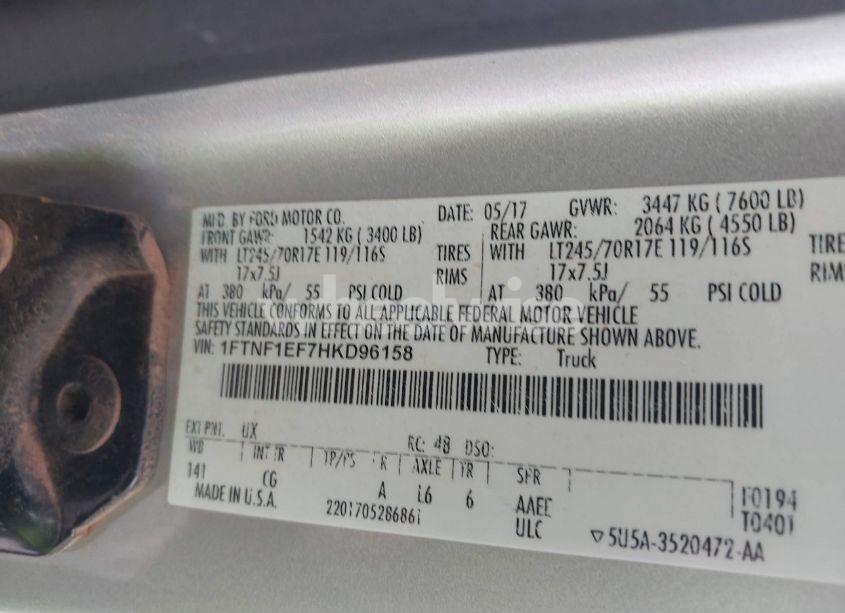 MFD. BY FORD MOTOR CO. DATE: 05/17 GVWR: 3447 KG ( 7600 LB)
FRONT GAWR: 1542 KG ( 3400 LB) REAR GAWR: 2064 KG ( 4550 LB)
WITH LT245/70R17E 119/116S TIRES WITH LT245/70R17E 119/116S TIRE
17x7.5J RIMS 17x7.5J RIM
AT 380 kPa/ 55 PSI COLD AT 380 kPa/ 55 PSI COLD
THIS VEHICLE CONFORMS TO ALL APPLICABLE FEDERAL MOTOR VEHICLE
SAFETY STANDARDS IN EFFECT ON THE DATE OF MANUFACTURE SHOWN ABOVE.
VIN: 1FTNF1EF7HKD96158 TYPE: Truck
EXT PNT: UX RC: 48 DSO:
WB INT TR TP/PS R AXLE TR SPR
141 CG A L6 6 AAEE F0194
MADE IN U.S.A. 2201705286861 ULC T0401
▽5U5A-3520472-AA